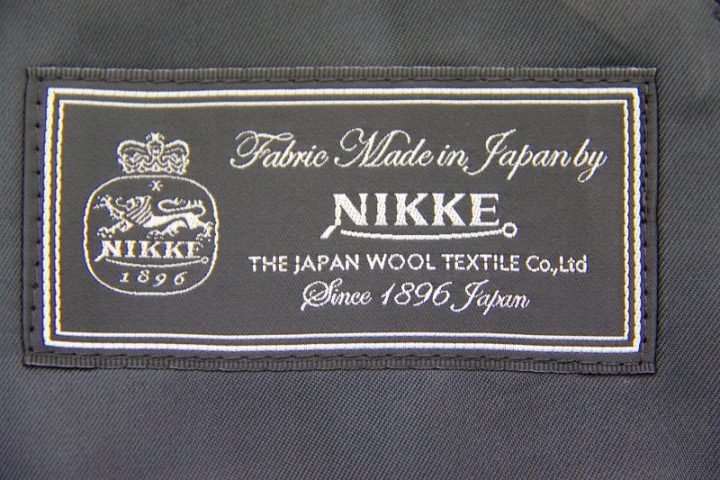 NIKKE
1896
Fabric Made in Japan by
NIKKE
THE JAPAN WOOL TEXTILE Co.,Ltd
Since 1896 Japan